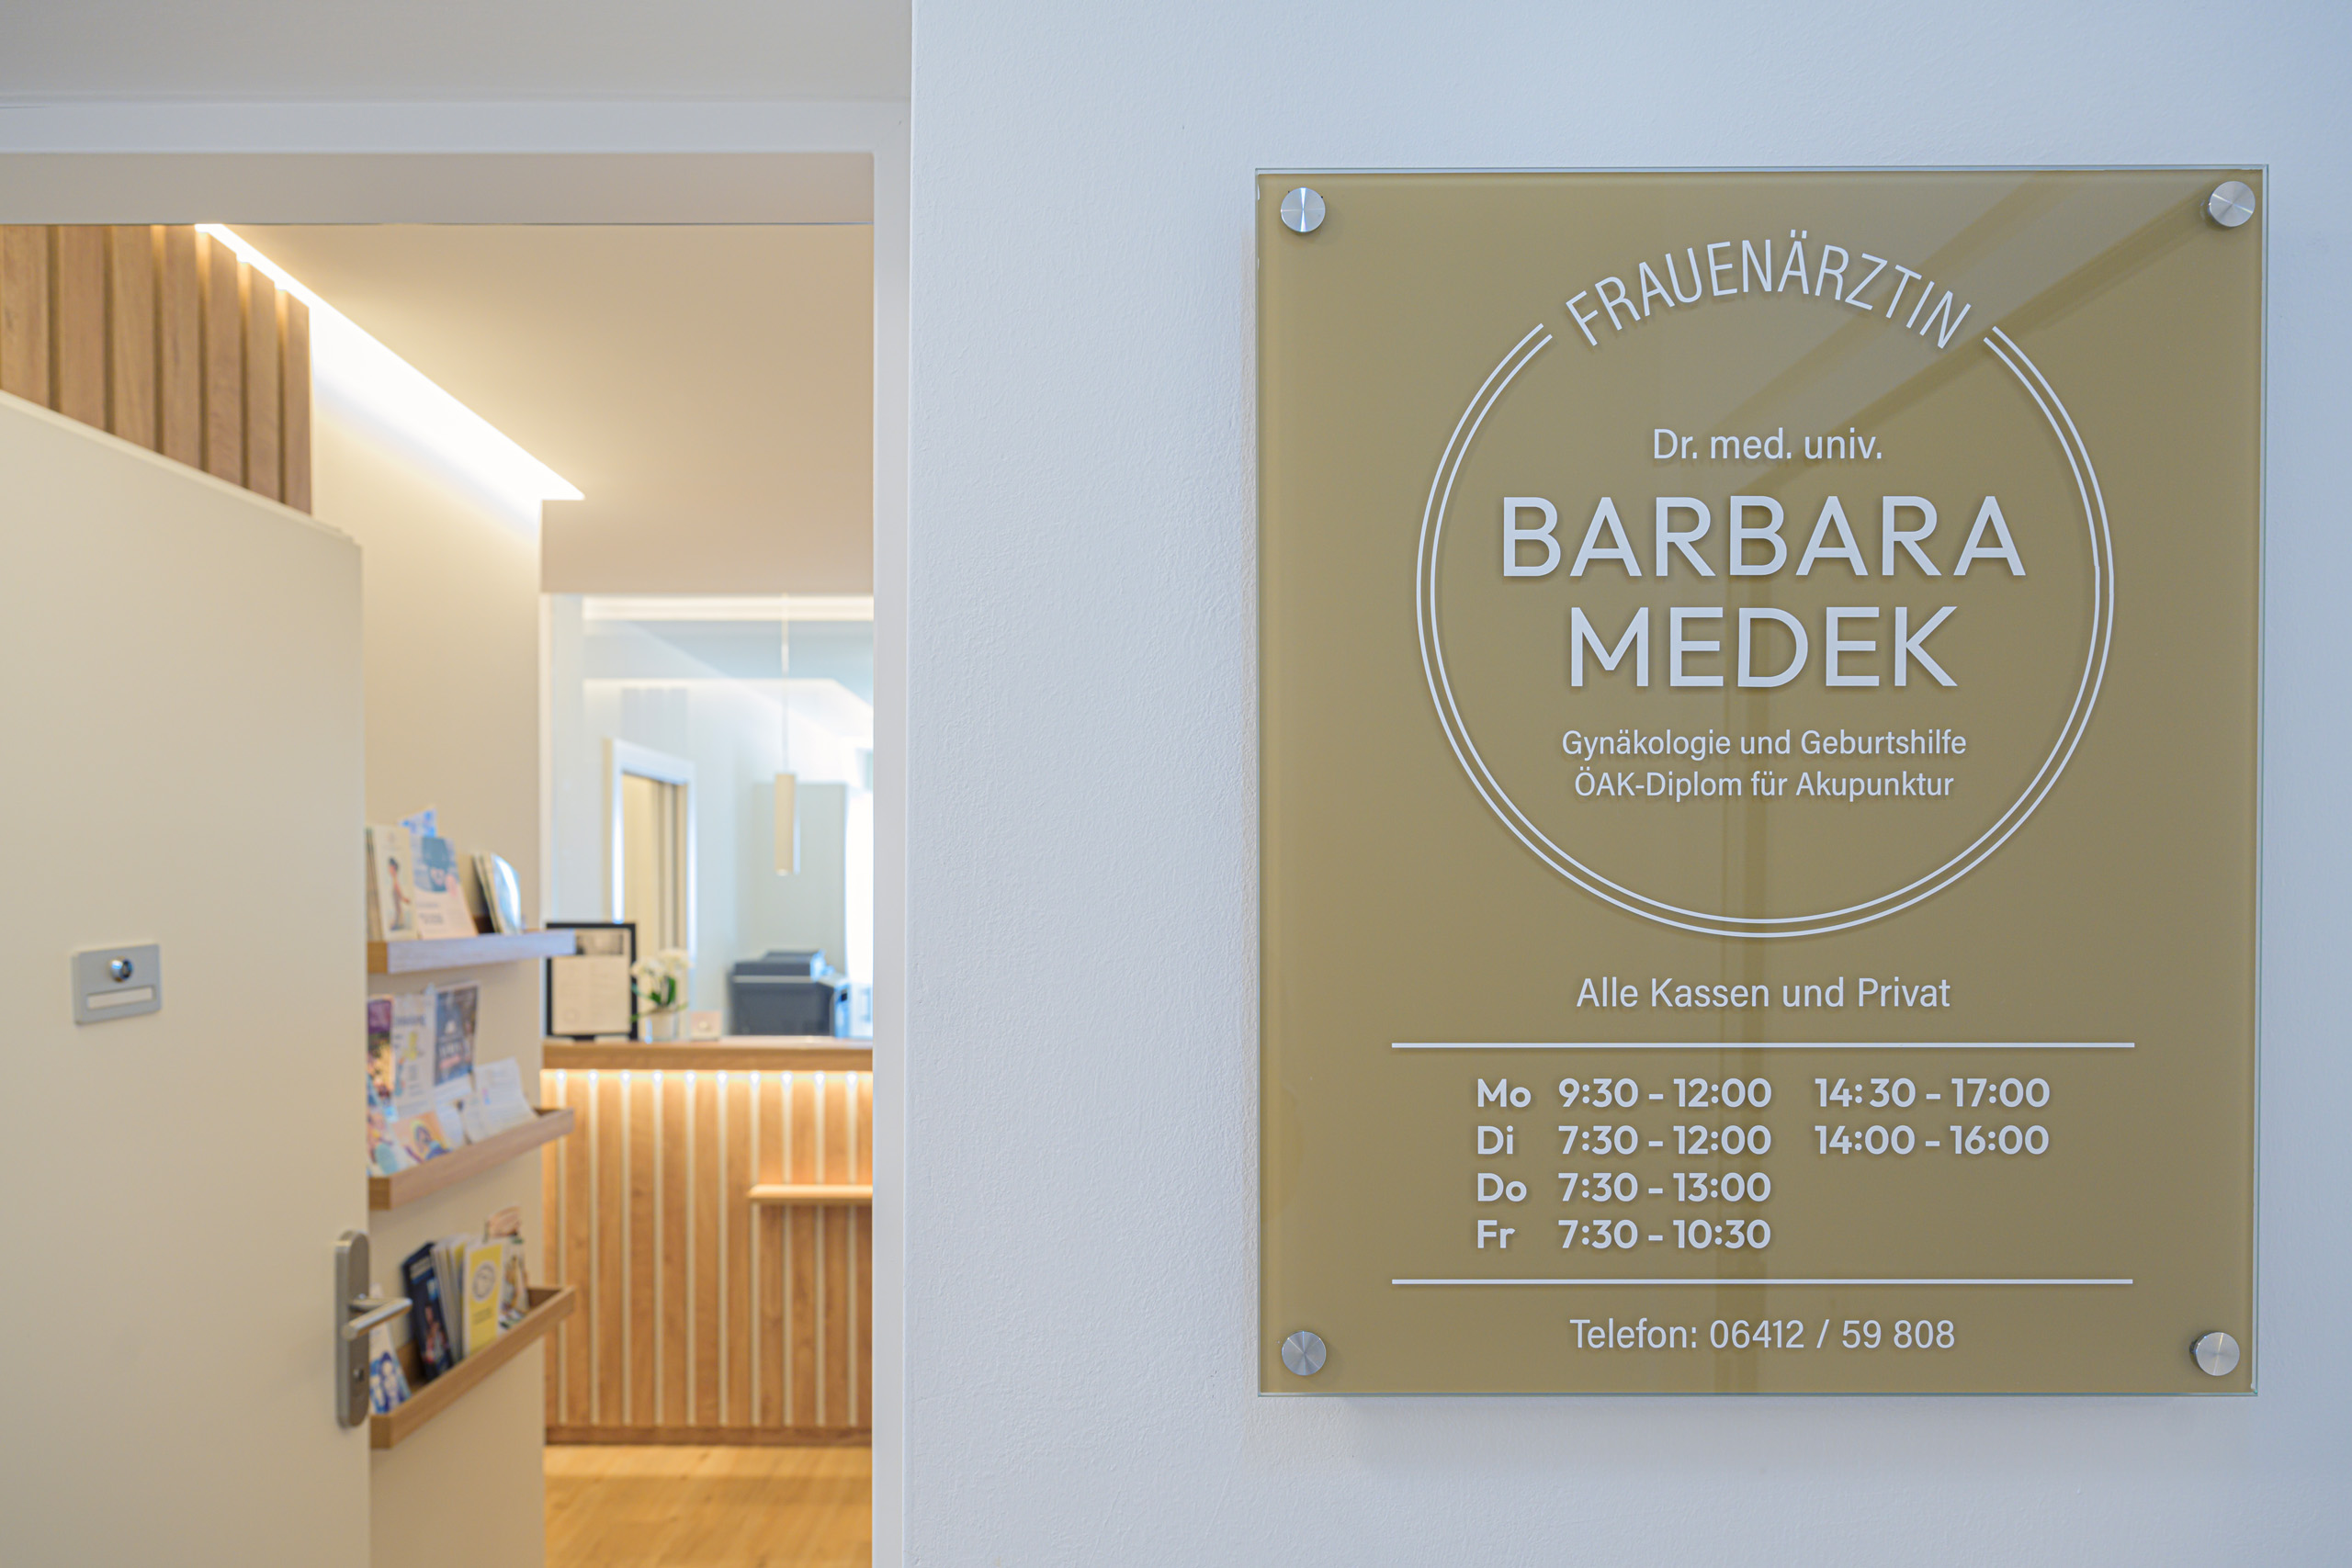 FRAUENÄRZTIN
Dr. med. univ.
BARBARA
MEDEK
Gynäkologie und Geburtshilfe
ÖAK-Diplom für Akupunktur
Alle Kassen und Privat
Mo 9:30 - 12:00 14:30 - 17:00
Di 7:30 - 12:00 14:00 - 16:00
Do 7:30 - 13:00
Fr 7:30 - 10:30
Telefon: 06412 / 59 808